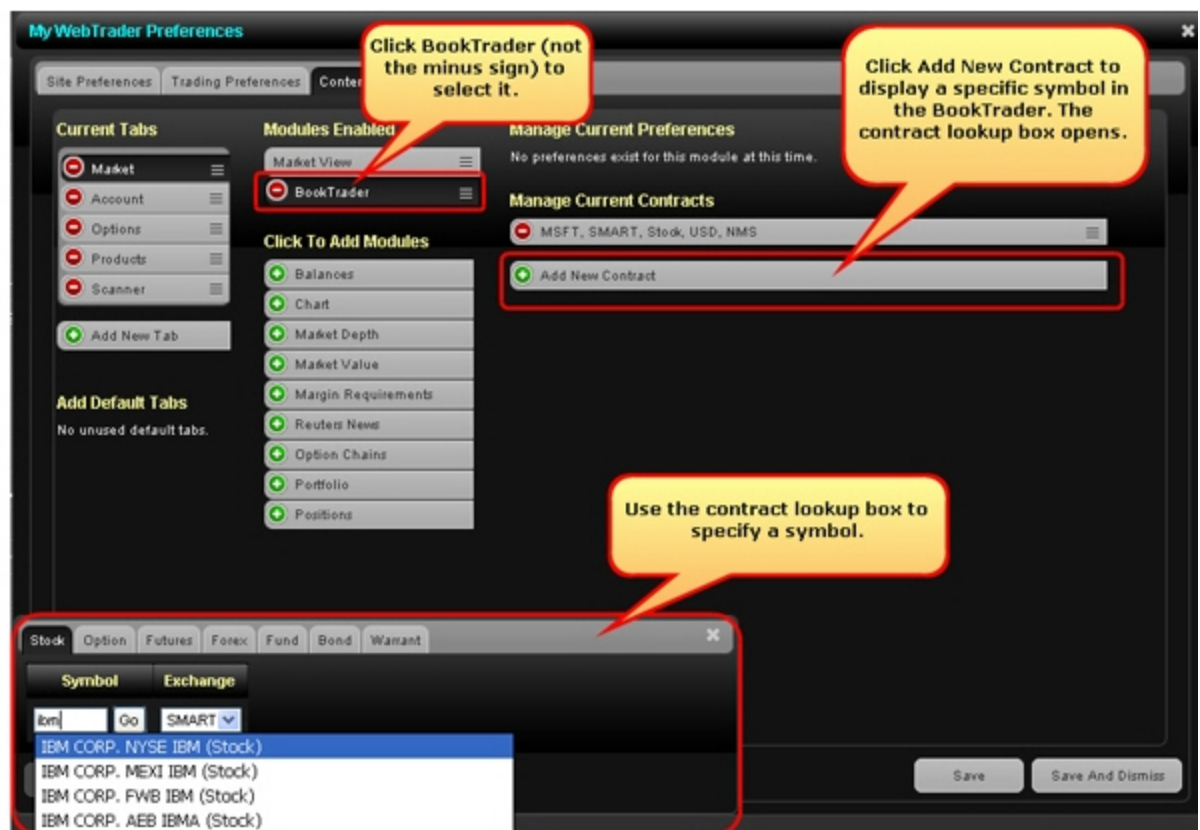 My WebTrader Preferences
Click BookTrader (not
the minus sign) to
select it.
Click Add New Contract to
display a specific symbol in
the BookTrader. The
contract lookup box opens.
Site Preferences
Trading Preferences
Current Tabs
Market
Account
Options
Products
Scanner
Add New Tab
Add Default Tabs
No unused default tabs.
Modules Enabled
Market View
BookTrader
Click To Add Modules
Balances
Chart
Market Depth
Market Value
Margin Requirements
Reuters News
Option Chains
Portfolio
Positions
Manage Current Preferences
No preferences exist for this module at this time.
Manage Current Contracts
MSFT, SMART, Stock, USD, NMS
Add New Contract
Use the contract lookup box to
specify a symbol.
Stock Option Futures Forex Fund Bond Warrant
Symbol Exchange
ibm Go SMART
IBM CORP. NYSE IBM (Stock)
IBM CORP. MEXI IBM (Stock)
IBM CORP. FWB IBM (Stock)
IBM CORP. AEB IBMA (Stock)
Save
Save And Dismiss